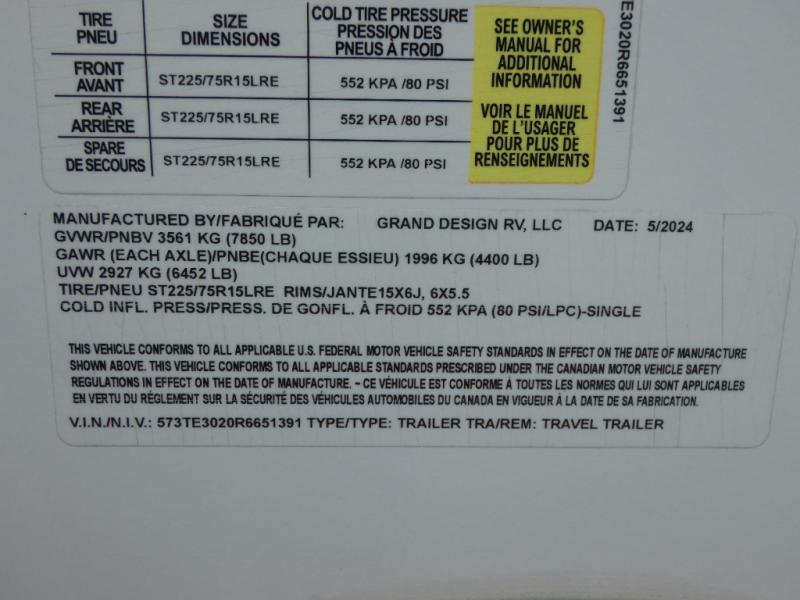 TIRE PNEU
SIZE DIMENSIONS
COLD TIRE PRESSURE PRESSION DES PNEUS À FROID
FRONT AVANT
ST225/75R15LRE
552 KPA /80 PSI
REAR ARRIÈRE
ST225/75R15LRE
552 KPA /80 PSI
SPARE DE SECOURS
ST225/75R15LRE
552 KPA /80 PSI
SEE OWNER'S
MANUAL FOR
ADDITIONAL
INFORMATION
VOIR LE MANUEL
DE L'USAGER
POUR PLUS DE
RENSEIGNEMENTS
E3020R6651391
MANUFACTURED BY/FABRIQUÉ PAR: GRAND DESIGN RV, LLC DATE: 5/2024
GVWR/PNBV 3561 KG (7850 LB)
GAWR (EACH AXLE)/PNBE(CHAQUE ESSIEU) 1996 KG (4400 LB)
UVW 2927 KG (6452 LB)
TIRE/PNEU ST225/75R15LRE RIMS/JANTE15X6J, 6X5.5
COLD INFL. PRESS/PRESS. DE GONFL. À FROID 552 KPA (80 PSI/LPC)-SINGLE
THIS VEHICLE CONFORMS TO ALL APPLICABLE U.S. FEDERAL MOTOR VEHICLE SAFETY STANDARDS IN EFFECT ON THE DATE OF MANUFACTURE
SHOWN ABOVE. THIS VEHICLE CONFORMS TO ALL APPLICABLE STANDARDS PRESCRIBED UNDER THE CANADIAN MOTOR VEHICLE SAFETY
REGULATIONS IN EFFECT ON THE DATE OF MANUFACTURE. ~ CE VÉHICULE EST CONFORME À TOUTES LES NORMES QUI LUI SONT APPLICABLES
EN VERTU DU RÉGLEMENT SUR LA SÉCURITÉ DES VÉHICULES AUTOMOBILES DU CANADA EN VIGUEUR À LA DATE DE SA FABRICATION.
V.I.N./N.I.V.: 573TE3020R6651391 TYPE/TYPE: TRAILER TRA/REM: TRAVEL TRAILER